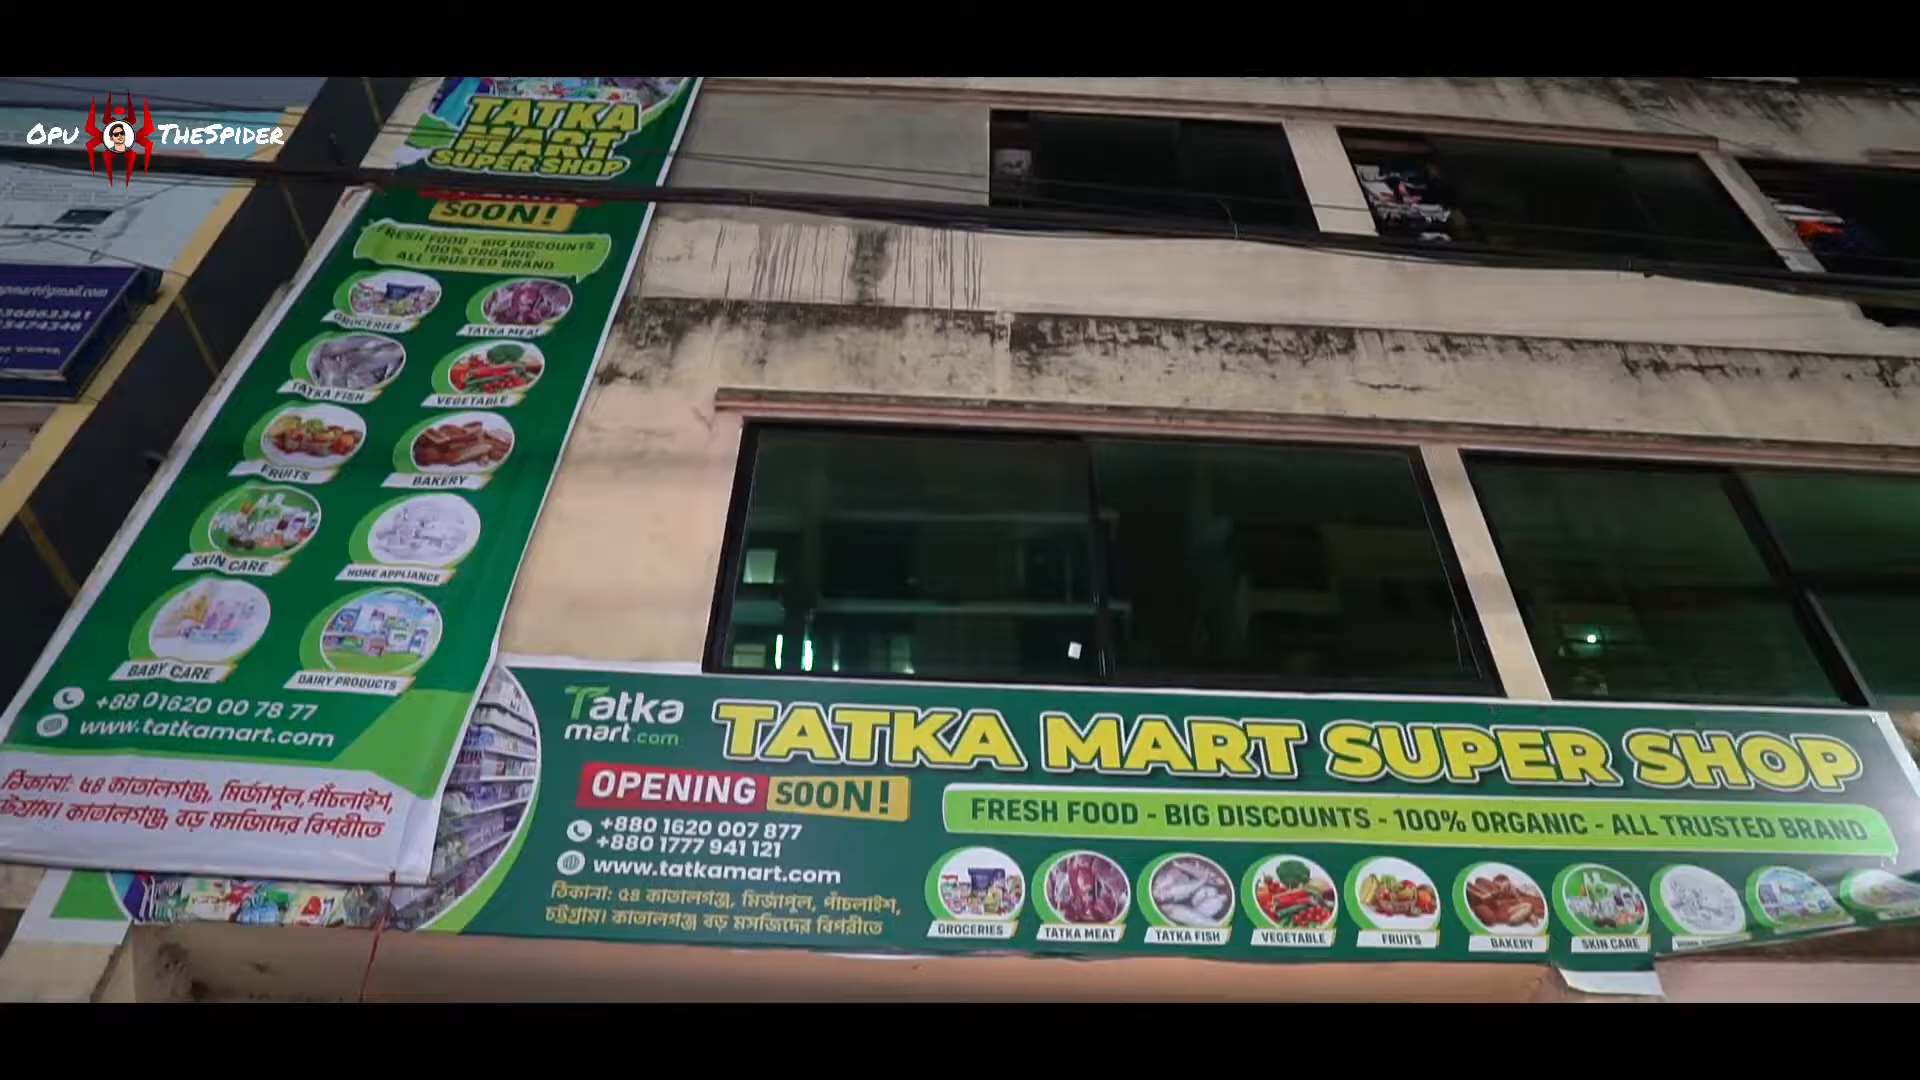 OPU THESPIDER
TATKA
MART
SUPER SHOP
SOON!
FRESH FOOD - BIG DISCOUNTS
100% ORGANIC
ALL TRUSTED BRAND
GROCERIES
TATKA MEAT
TATKA FISH
VEGETABLE
FRUITS
BAKERY
SKIN CARE
HOME APPLIANCE
BABY CARE
DAIRY PRODUCTS
+88 01620 00 78 77
www.tatkamart.com
ঠিকানা: ৫৪ কাতালগঞ্জ, মির্জাপুল, পাঁচলাইশ,
চট্টগ্রাম। কাতালগঞ্জ বড় মসজিদের বিপরীতে
Tatka
mart.com
TATKA MART SUPER SHOP
OPENING SOON!
FRESH FOOD - BIG DISCOUNTS - 100% ORGANIC - ALL TRUSTED BRAND
+880 1620 007 877
+880 1777 941 121
www.tatkamart.com
ঠিকানা: ৫৪ কাতালগঞ্জ, মির্জাপুল, পাঁচলাইশ,
চট্টগ্রাম। কাতালগঞ্জ বড় মসজিদের বিপরীতে
GROCERIES
TATKA MEAT
TATKA FISH
VEGETABLE
FRUITS
BAKERY
SKIN CARE